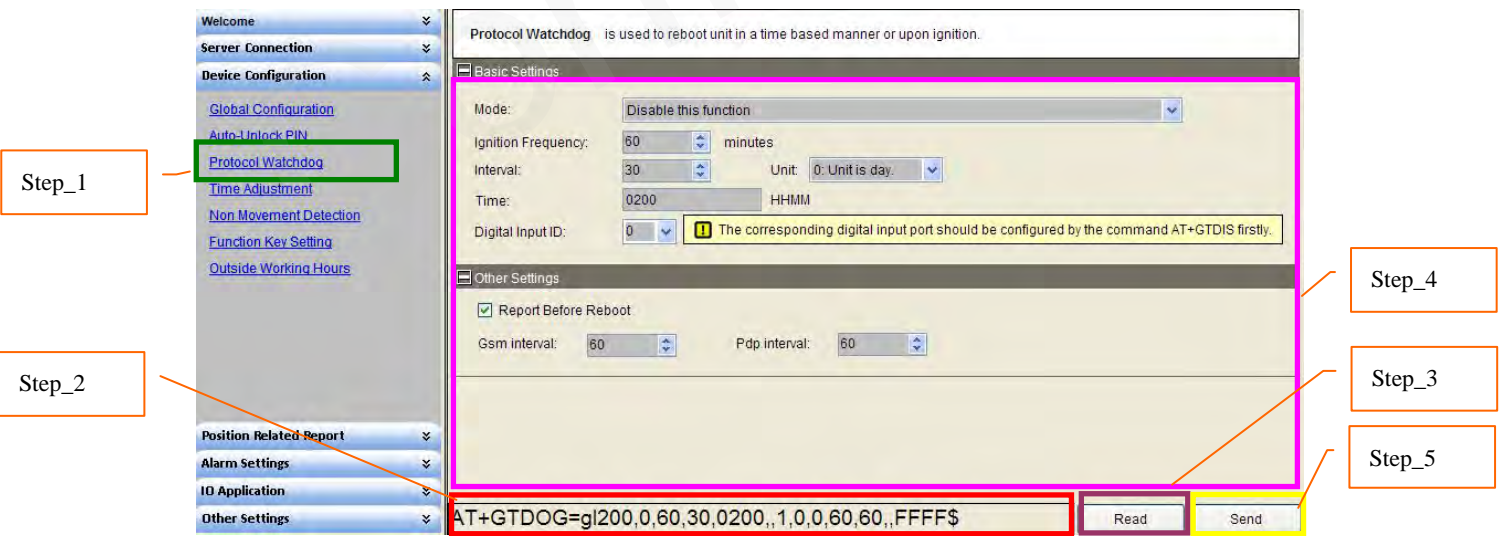 Welcome
Server Connection
Device Configuration
Global Configuration
Auto-Unlock PIN
Protocol Watchdog
Time Adjustment
Non Movement Detection
Function Key Setting
Outside Working Hours
Position Related Report
Alarm Settings
IO Application
Other Settings
Protocol Watchdog is used to reboot unit in a time based manner or upon ignition.
Basic Settings
Mode: Disable this function
Ignition Frequency: 60 minutes
Interval: 30 Unit: 0: Unit is day.
Time: 0200 HHMM
Digital Input ID: 0 The corresponding digital input port should be configured by the command AT+GTDIS firstly.
Other Settings
Report Before Reboot
Gsm interval: 60 Pdp interval: 60
AT+GTDOG=gl200,0,60,30,0200,,1,0,0,60,60,,FFFF$ Read Send
Step_1
Step_2
Step_4
Step_3
Step_5